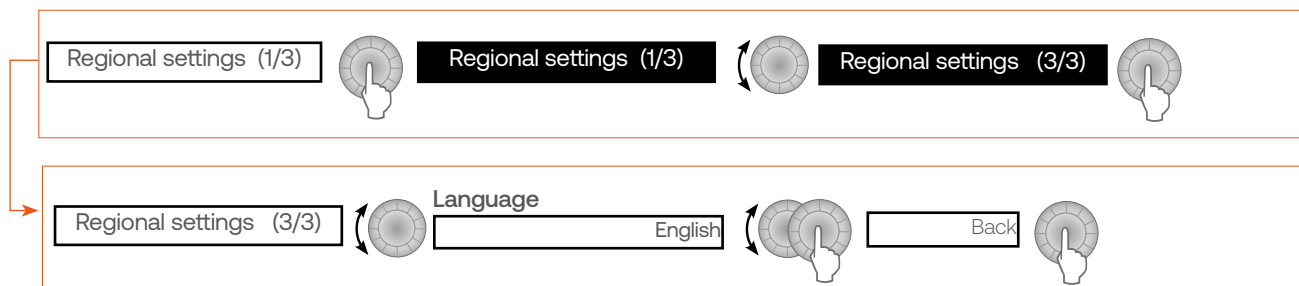 Regional settings (1/3)
Regional settings (1/3)
Regional settings (3/3)
Regional settings (3/3)
Language
English
Back